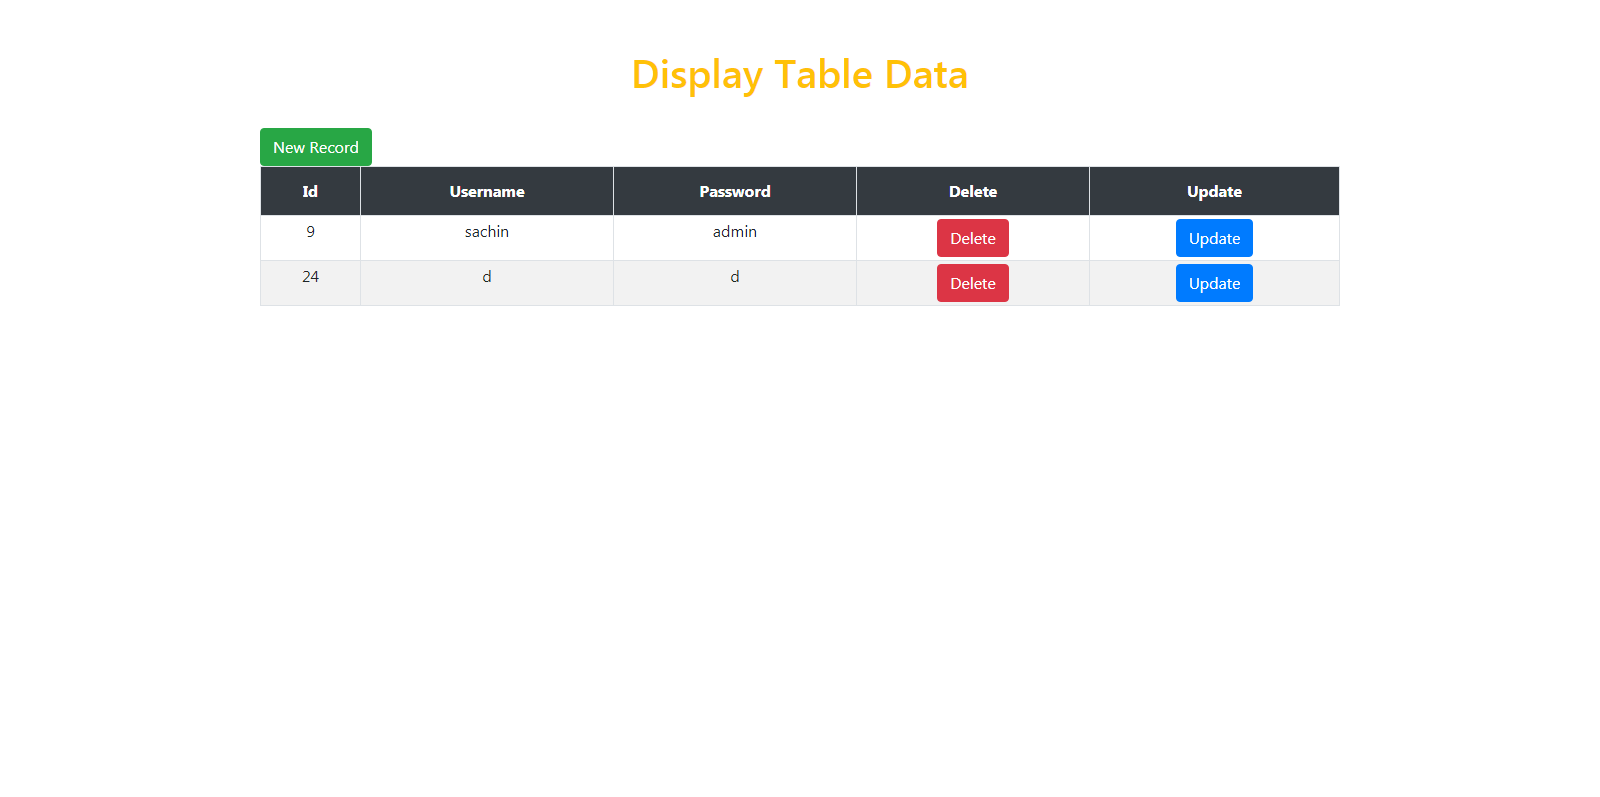 Display Table Data
New Record
Id Username Password Delete Update
9 sachin admin Delete Update
24 d d Delete Update